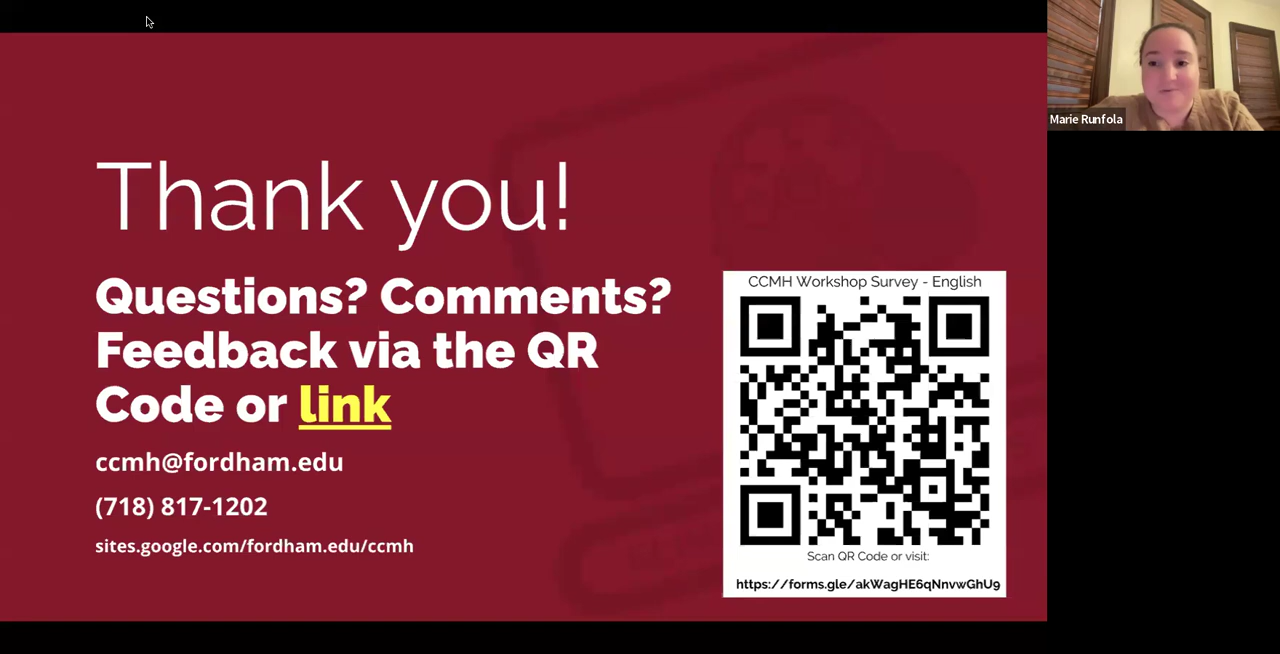 Thank you!
Questions? Comments?
Feedback via the QR
Code or link
ccmh@fordham.edu
(718) 817-1202
sites.google.com/fordham.edu/ccmh
CCMH Workshop Survey - English
Scan QR Code or visit:
https://forms.gle/akWagHE6qNnvwGhU9
Marie Runfola